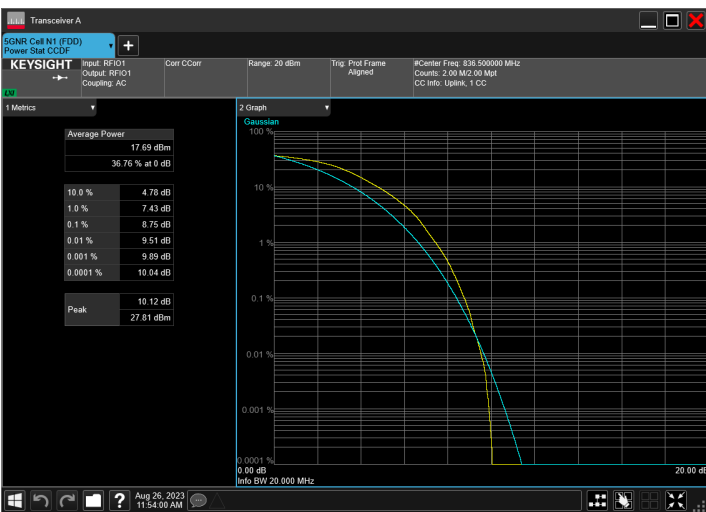 Transceiver A
5GNR Cell N1 (FDD)
Power Stat CCDF
KEYSIGHT
Input: RFIO1
Output: RFIO1
Coupling: AC
Corr CCorr
Range: 20 dBm
Trig: Prot Frame
Aligned
#Center Freq: 836.500000 MHz
Counts: 2.00 M/2.00 Mpt
CC Info: Uplink, 1 CC
1 Metrics
Average Power
17.69 dBm
36.76 % at 0 dB
10.0 % 4.78 dB
1.0 % 7.43 dB
0.1 % 8.75 dB
0.01 % 9.51 dB
0.001 % 9.89 dB
0.0001 % 10.04 dB
Peak
10.12 dB
27.81 dBm
2 Graph
Gaussian
100 %
10 %
1 %
0.1 %
0.01 %
0.001 %
0.0001 %
0.00 dB
20.00 dB
Info BW 20.000 MHz
Aug 26, 2023
11:54:00 AM